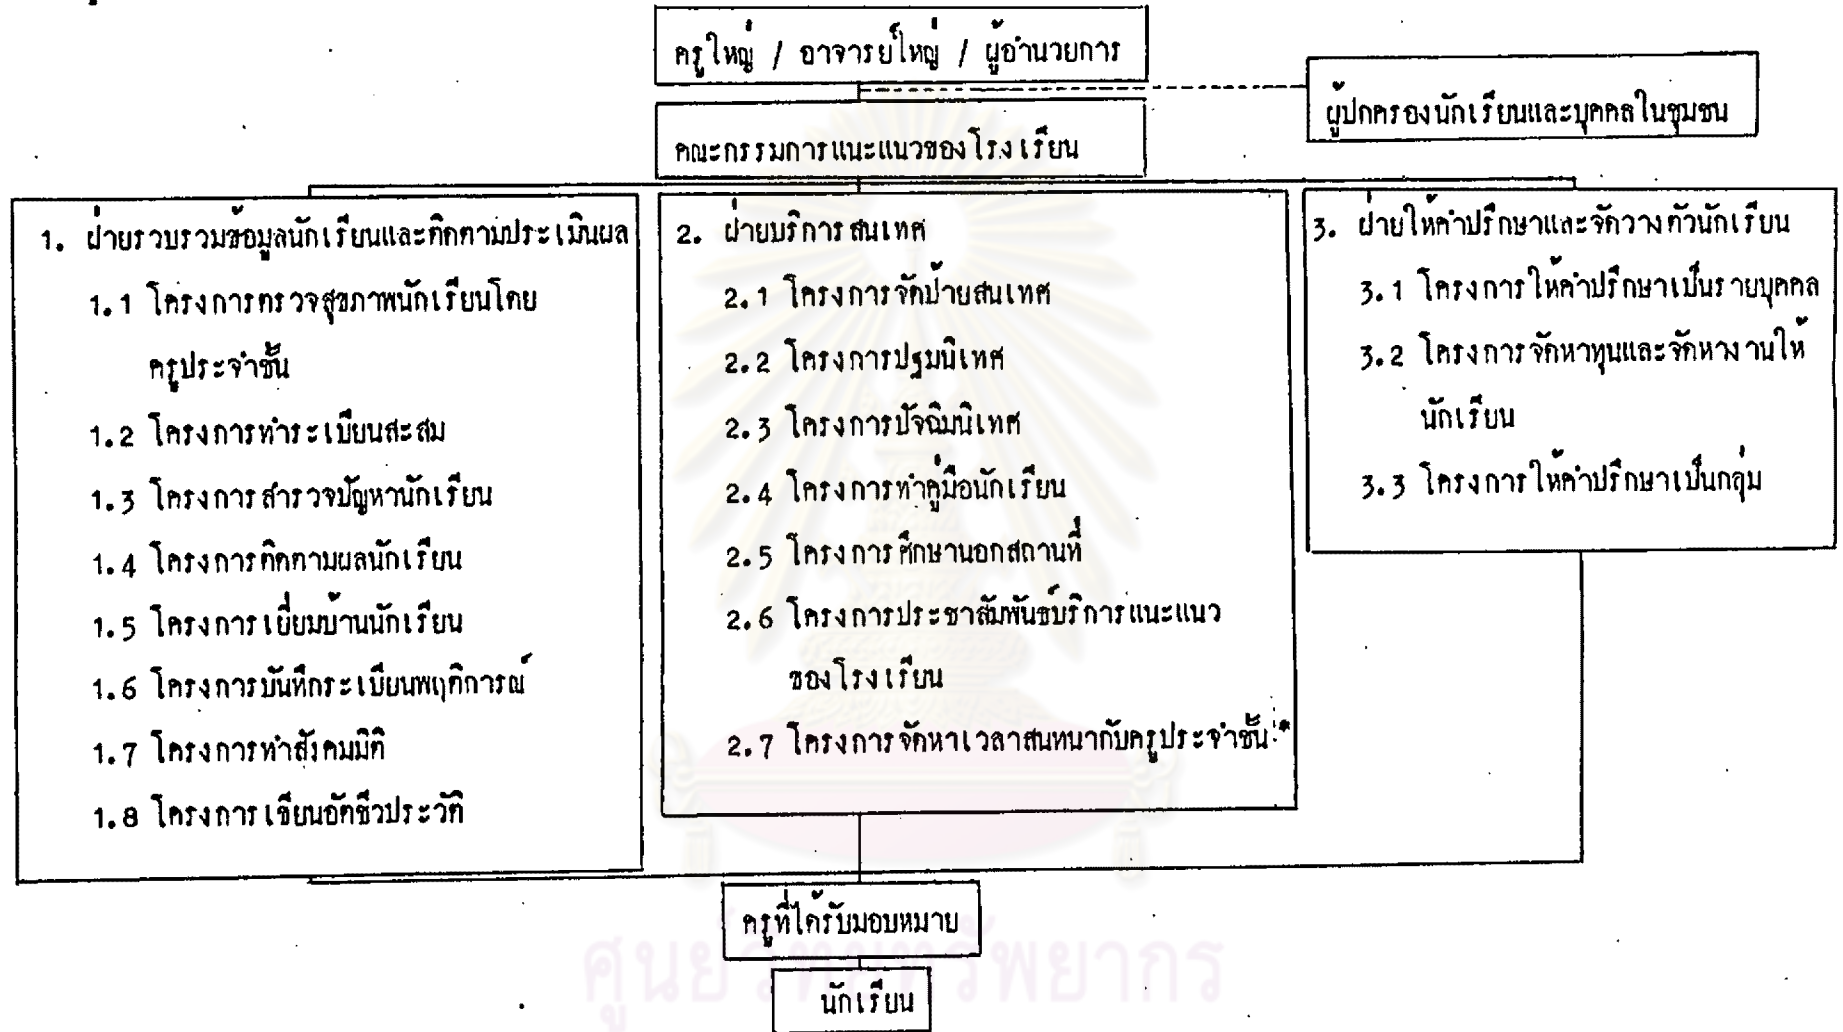 ครูใหญ่ / อาจารย์ใหญ่ / ผู้อำนวยการ
ผู้ปกครองนักเรียนและบุคคลในชุมชน
คณะกรรมการแนะแนวของโรงเรียน
1. ฝ่ายรวบรวมข้อมูลนักเรียนและติดตามประเมินผล
1.1 โครงการตรวจสุขภาพนักเรียนโดย
ครูประจำชั้น
1.2 โครงการทำระเบียนสะสม
1.3 โครงการสำรวจปัญหานักเรียน
1.4 โครงการติดตามผลนักเรียน
1.5 โครงการเยี่ยมบ้านนักเรียน
1.6 โครงการบันทึกระเบียนพฤติการณ์
1.7 โครงการทำสังคมมิติ
1.8 โครงการเขียนอัตชีวประวัติ
2. ฝ่ายบริการสนเทศ
2.1 โครงการจัดป้ายสนเทศ
2.2 โครงการปฐมนิเทศ
2.3 โครงการปัจฉิมนิเทศ
2.4 โครงการทำคู่มือนักเรียน
2.5 โครงการศึกษานอกสถานที่
2.6 โครงการประชาสัมพันธ์บริการแนะแนว
ของโรงเรียน
2.7 โครงการจัดหาเวลาสนทนากับครูประจำชั้น*
3. ฝ่ายให้คำปรึกษาและจัดวางตัวนักเรียน
3.1 โครงการให้คำปรึกษาเป็นรายบุคคล
3.2 โครงการจัดหาทุนและจัดหางานให้
นักเรียน
3.3 โครงการให้คำปรึกษาเป็นกลุ่ม
ครูที่ได้รับมอบหมาย
นักเรียน
ศูนย์วิทยทรัพยากร